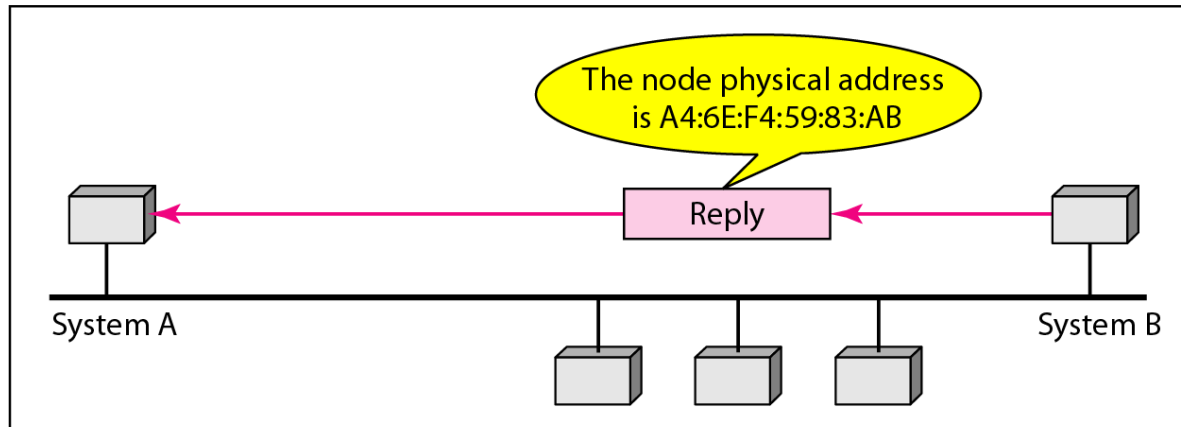 The node physical address
is A4:6E:F4:59:83:AB
Reply
System A
System B